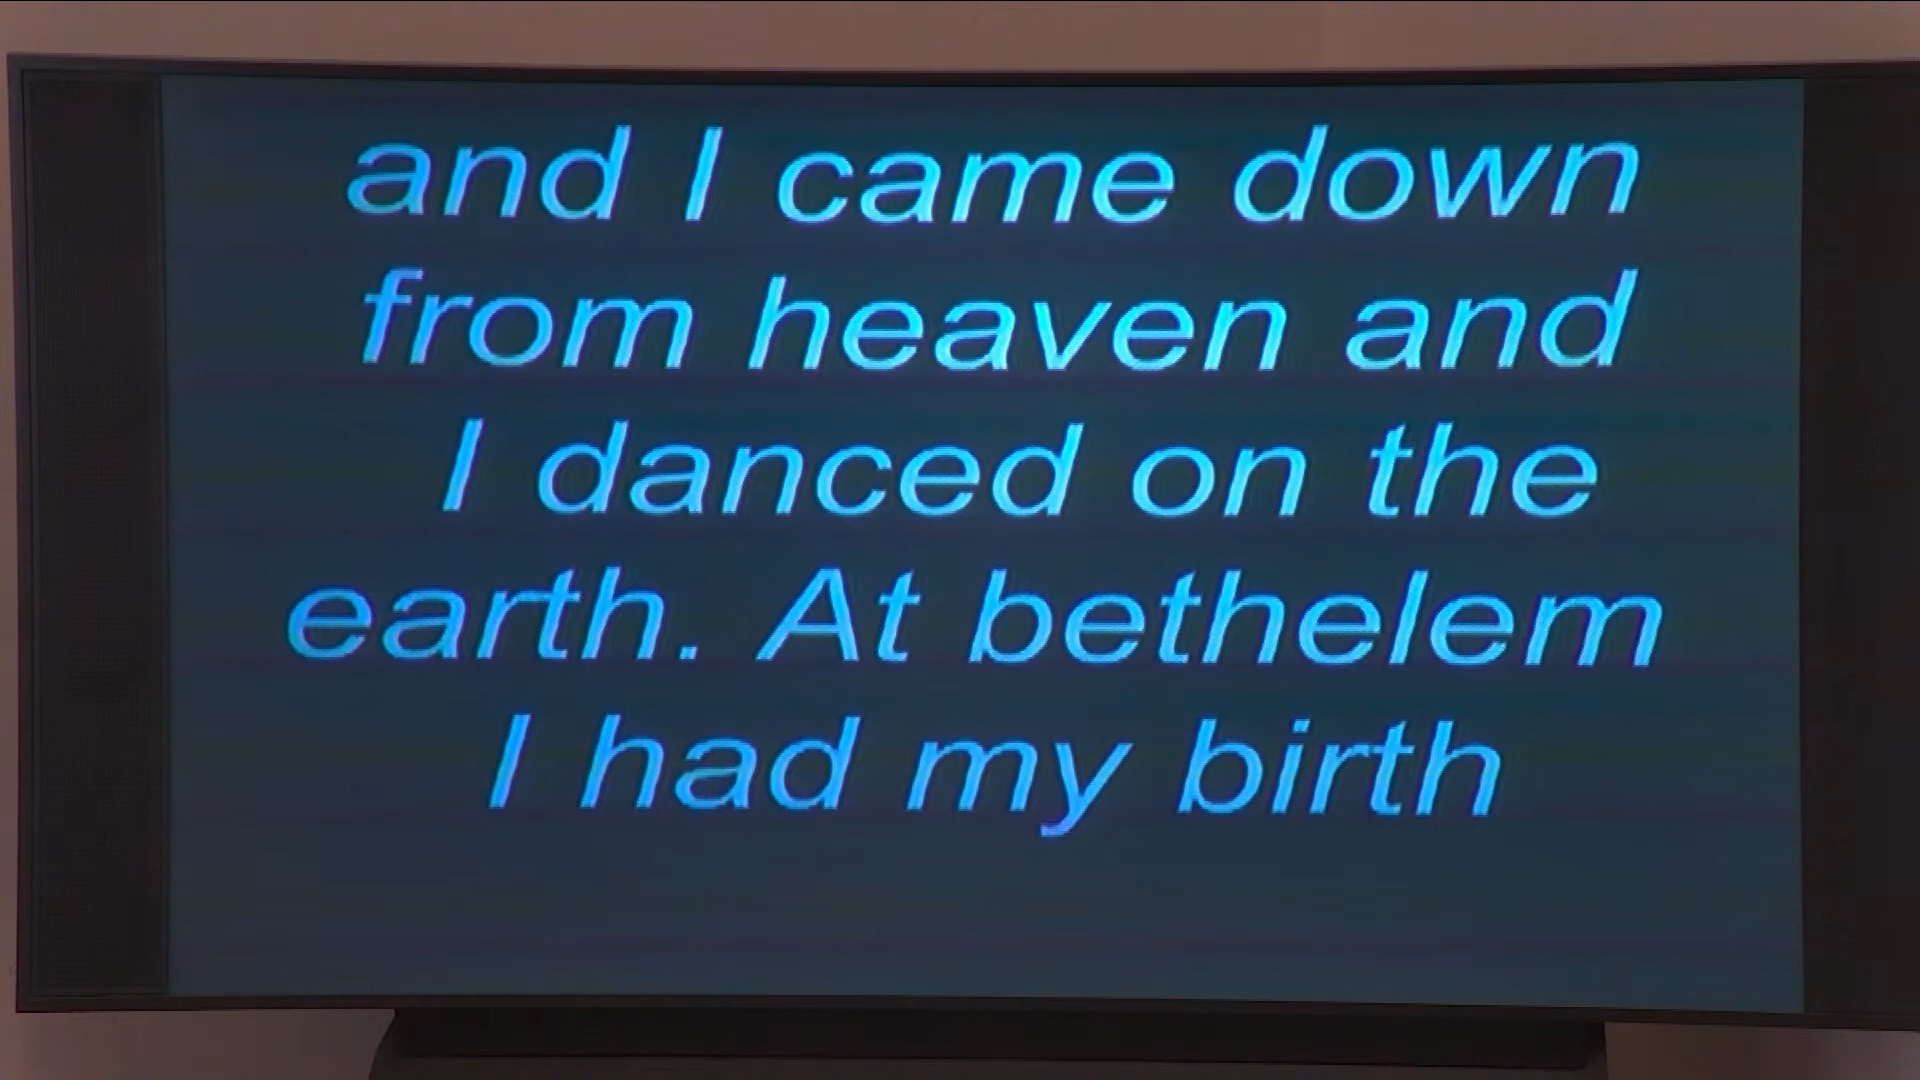 and I came down
from heaven and
I danced on the
earth. At bethelem
I had my birth